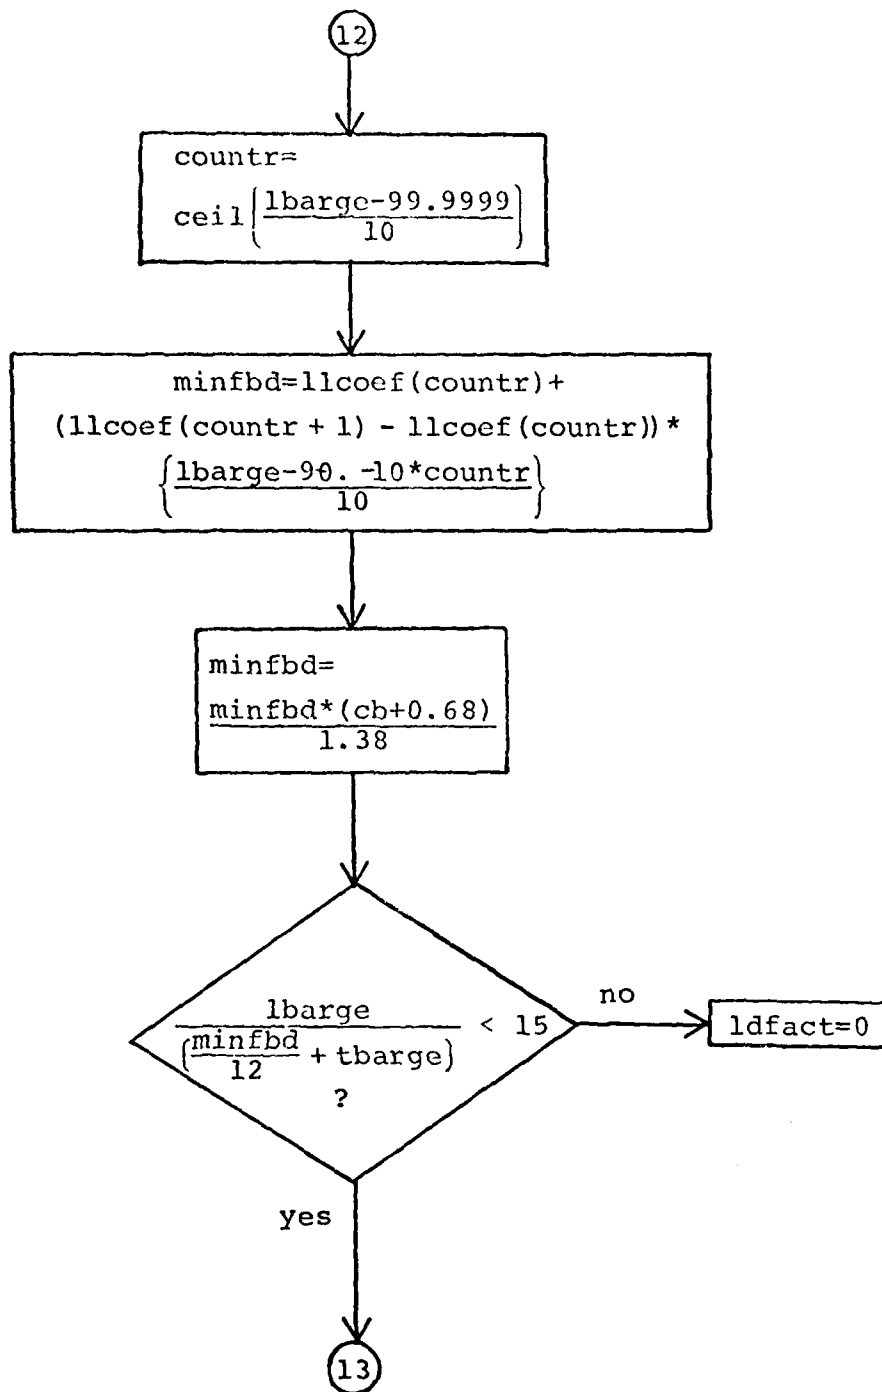 12
countr=
ceil{lbarge-99.9999
10}
minfbd=llcoef(countr)+
(llcoef(countr + 1) - llcoef(countr))*
{lbarge-90. -10*countr
10}
minfbd=
minfbd*(cb+0.68)
1.38
lbarge
{minfbd
12 + tbarge} < 15
?
no
ldfact=0
yes
13